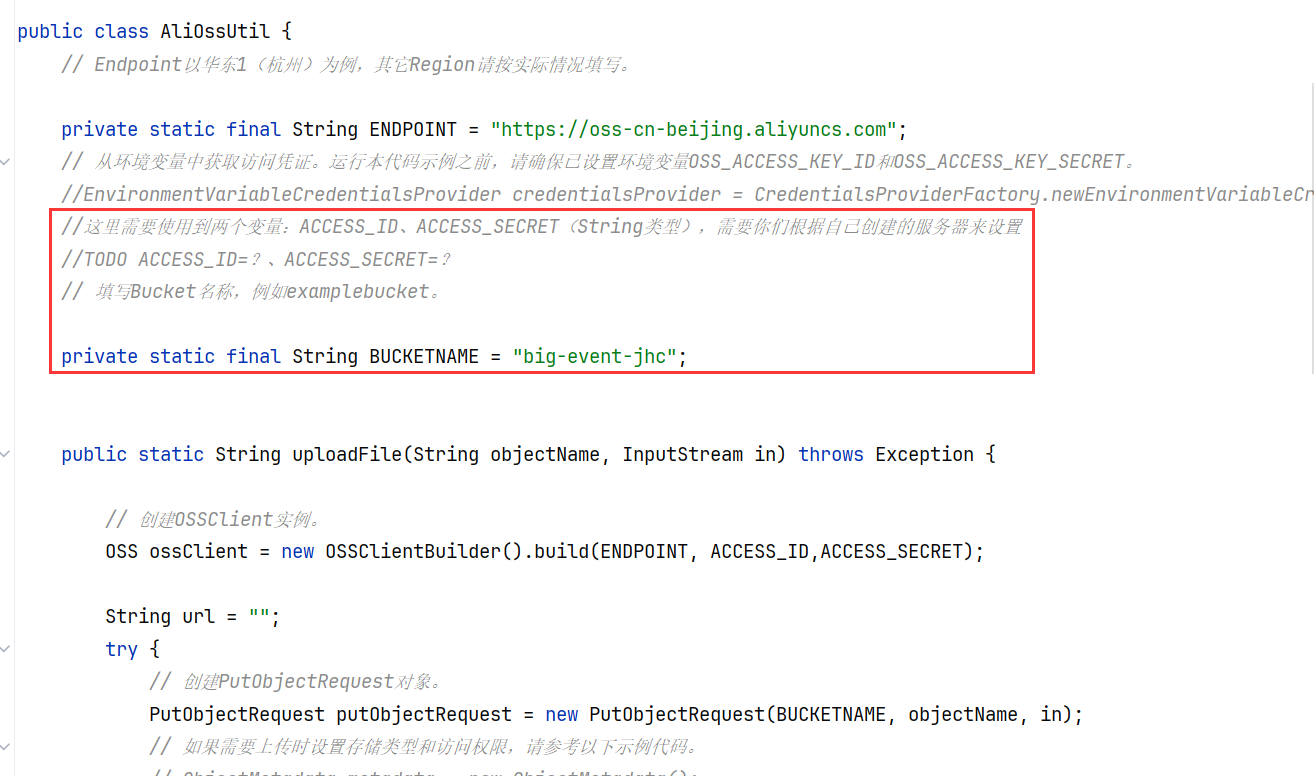 public class AliOssUtil {
// Endpoint以华东1（杭州）为例，其它Region请按实际情况填写。
private static final String ENDPOINT = "https://oss-cn-beijing.aliyuncs.com";
// 从环境变量中获取访问凭证。运行本代码示例之前，请确保已设置环境变量OSS_ACCESS_KEY_ID和OSS_ACCESS_KEY_SECRET。
//EnvironmentVariableCredentialsProvider credentialsProvider = CredentialsProviderFactory.newEnvironmentVariableCr
//这里需要使用到两个变量：ACCESS_ID、ACCESS_SECRET（String类型），需要你们根据自己创建的服务器来设置
//TODO ACCESS_ID=？、ACCESS_SECRET=？
// 填写Bucket名称，例如examplebucket。
private static final String BUCKETNAME = "big-event-jhc";
public static String uploadFile(String objectName, InputStream in) throws Exception {
// 创建OSSClient实例。
OSS ossClient = new OSSClientBuilder().build(ENDPOINT, ACCESS_ID,ACCESS_SECRET);
String url = "";
try {
// 创建PutObjectRequest对象。
PutObjectRequest putObjectRequest = new PutObjectRequest(BUCKETNAME, objectName, in);
// 如果需要上传时设置存储类型和访问权限，请参考以下示例代码。
// ObjectMetadata metadata = new ObjectMetadata();